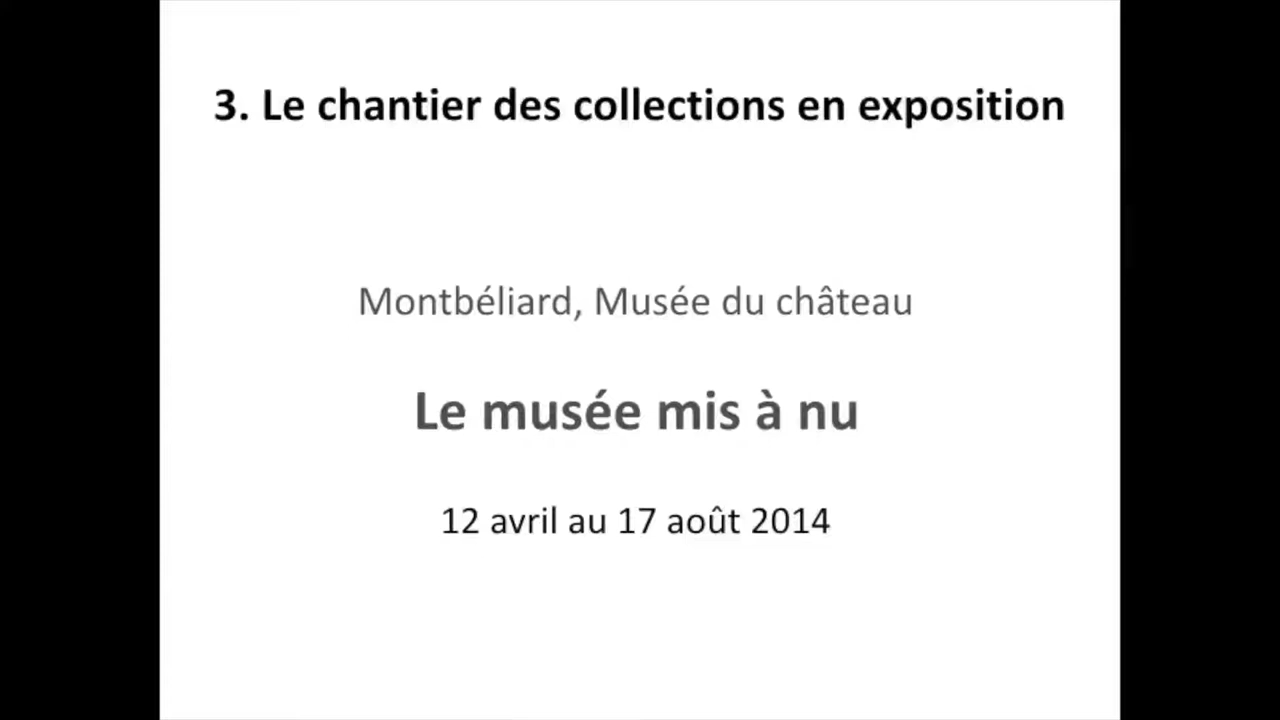 3. Le chantier des collections en exposition
Montbéliard, Musée du château
Le musée mis à nu
12 avril au 17 août 2014